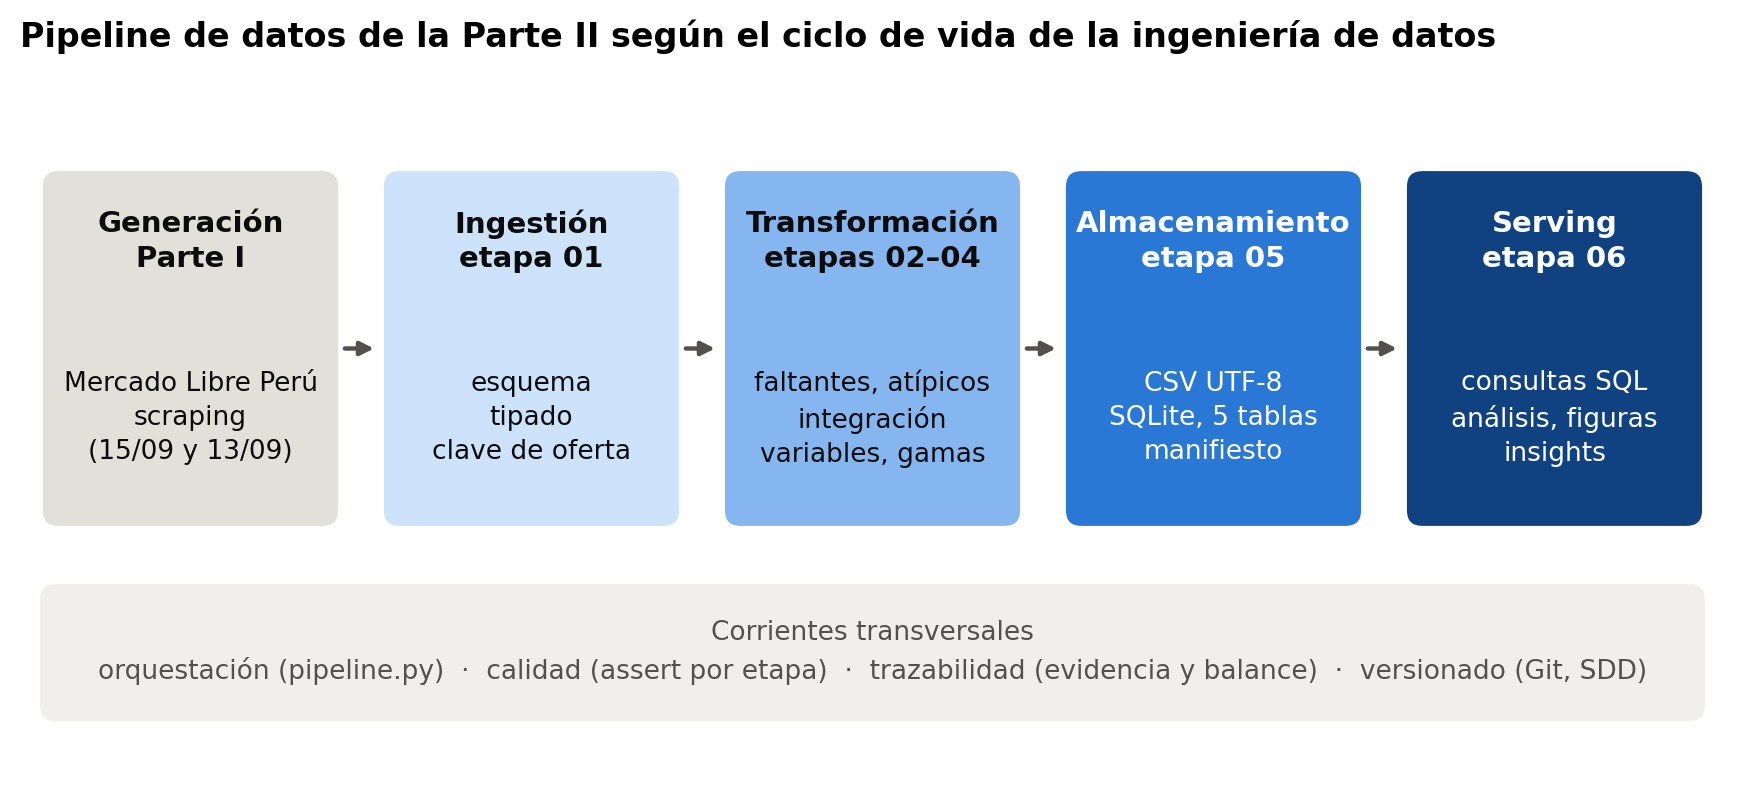 Pipeline de datos de la Parte II según el ciclo de vida de la ingeniería de datos
Generación
Parte I
Mercado Libre Perú
scraping
(15/09 y 13/09)
Ingestión
etapa 01
esquema
tipado
clave de oferta
Transformación
etapas 02–04
faltantes, atípicos
integración
variables, gamas
Almacenamiento
etapa 05
CSV UTF-8
SQLite, 5 tablas
manifiesto
Serving
etapa 06
consultas SQL
análisis, figuras
insights
Corrientes transversales
orquestación (pipeline.py) · calidad (assert por etapa) · trazabilidad (evidencia y balance) · versionado (Git, SDD)